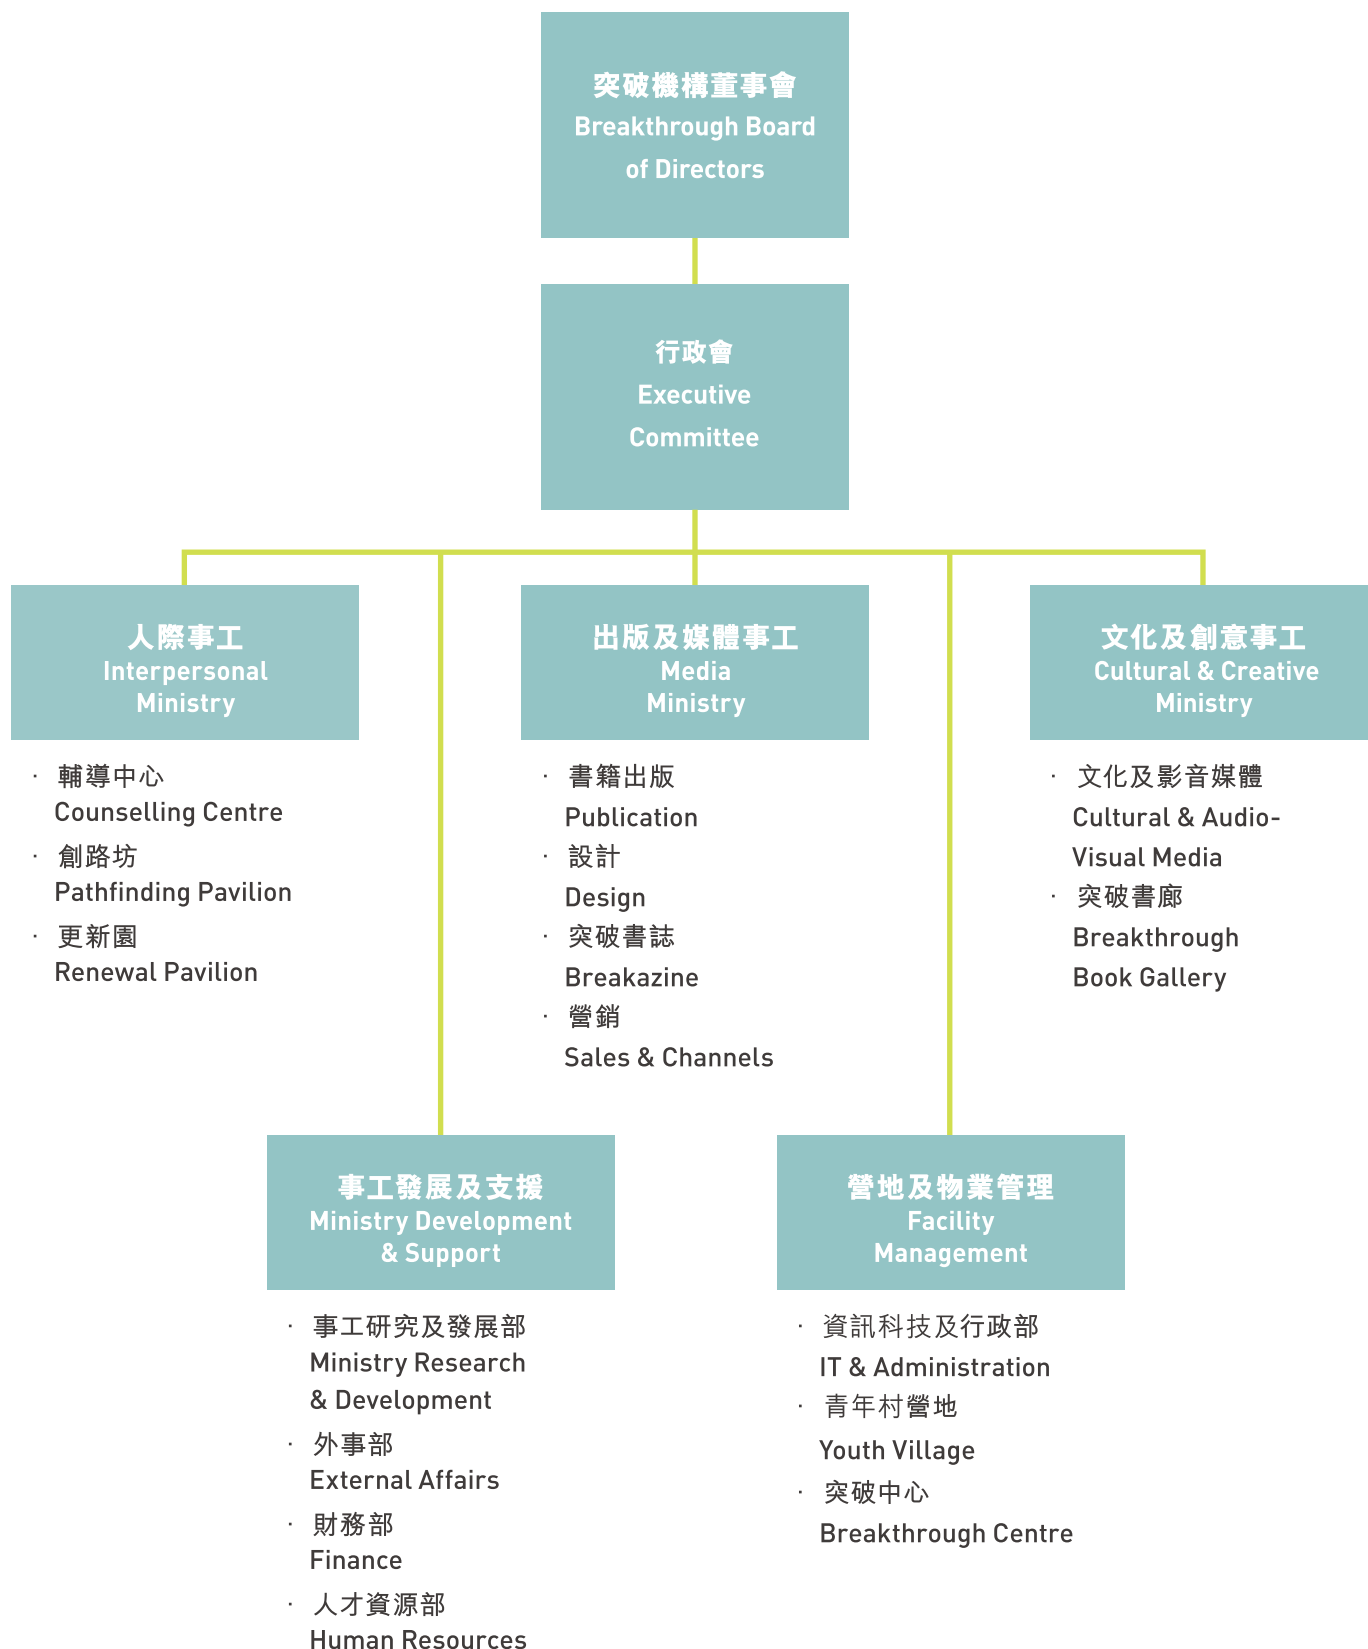 突破機構董事會
Breakthrough Board
of Directors
行政會
Executive
Committee
人際事工
Interpersonal
Ministry
· 輔導中心
Counselling Centre
· 創路坊
Pathfinding Pavilion
· 更新園
Renewal Pavilion
出版及媒體事工
Media
Ministry
· 書籍出版
Publication
· 設計
Design
· 突破書誌
Breakazine
· 營銷
Sales & Channels
文化及創意事工
Cultural & Creative
Ministry
· 文化及影音媒體
Cultural & Audio-
Visual Media
· 突破書廊
Breakthrough
Book Gallery
事工發展及支援
Ministry Development
& Support
· 事工研究及發展部
Ministry Research
& Development
· 外事部
External Affairs
· 財務部
Finance
· 人才資源部
Human Resources
營地及物業管理
Facility
Management
· 資訊科技及行政部
IT & Administration
· 青年村營地
Youth Village
· 突破中心
Breakthrough Centre